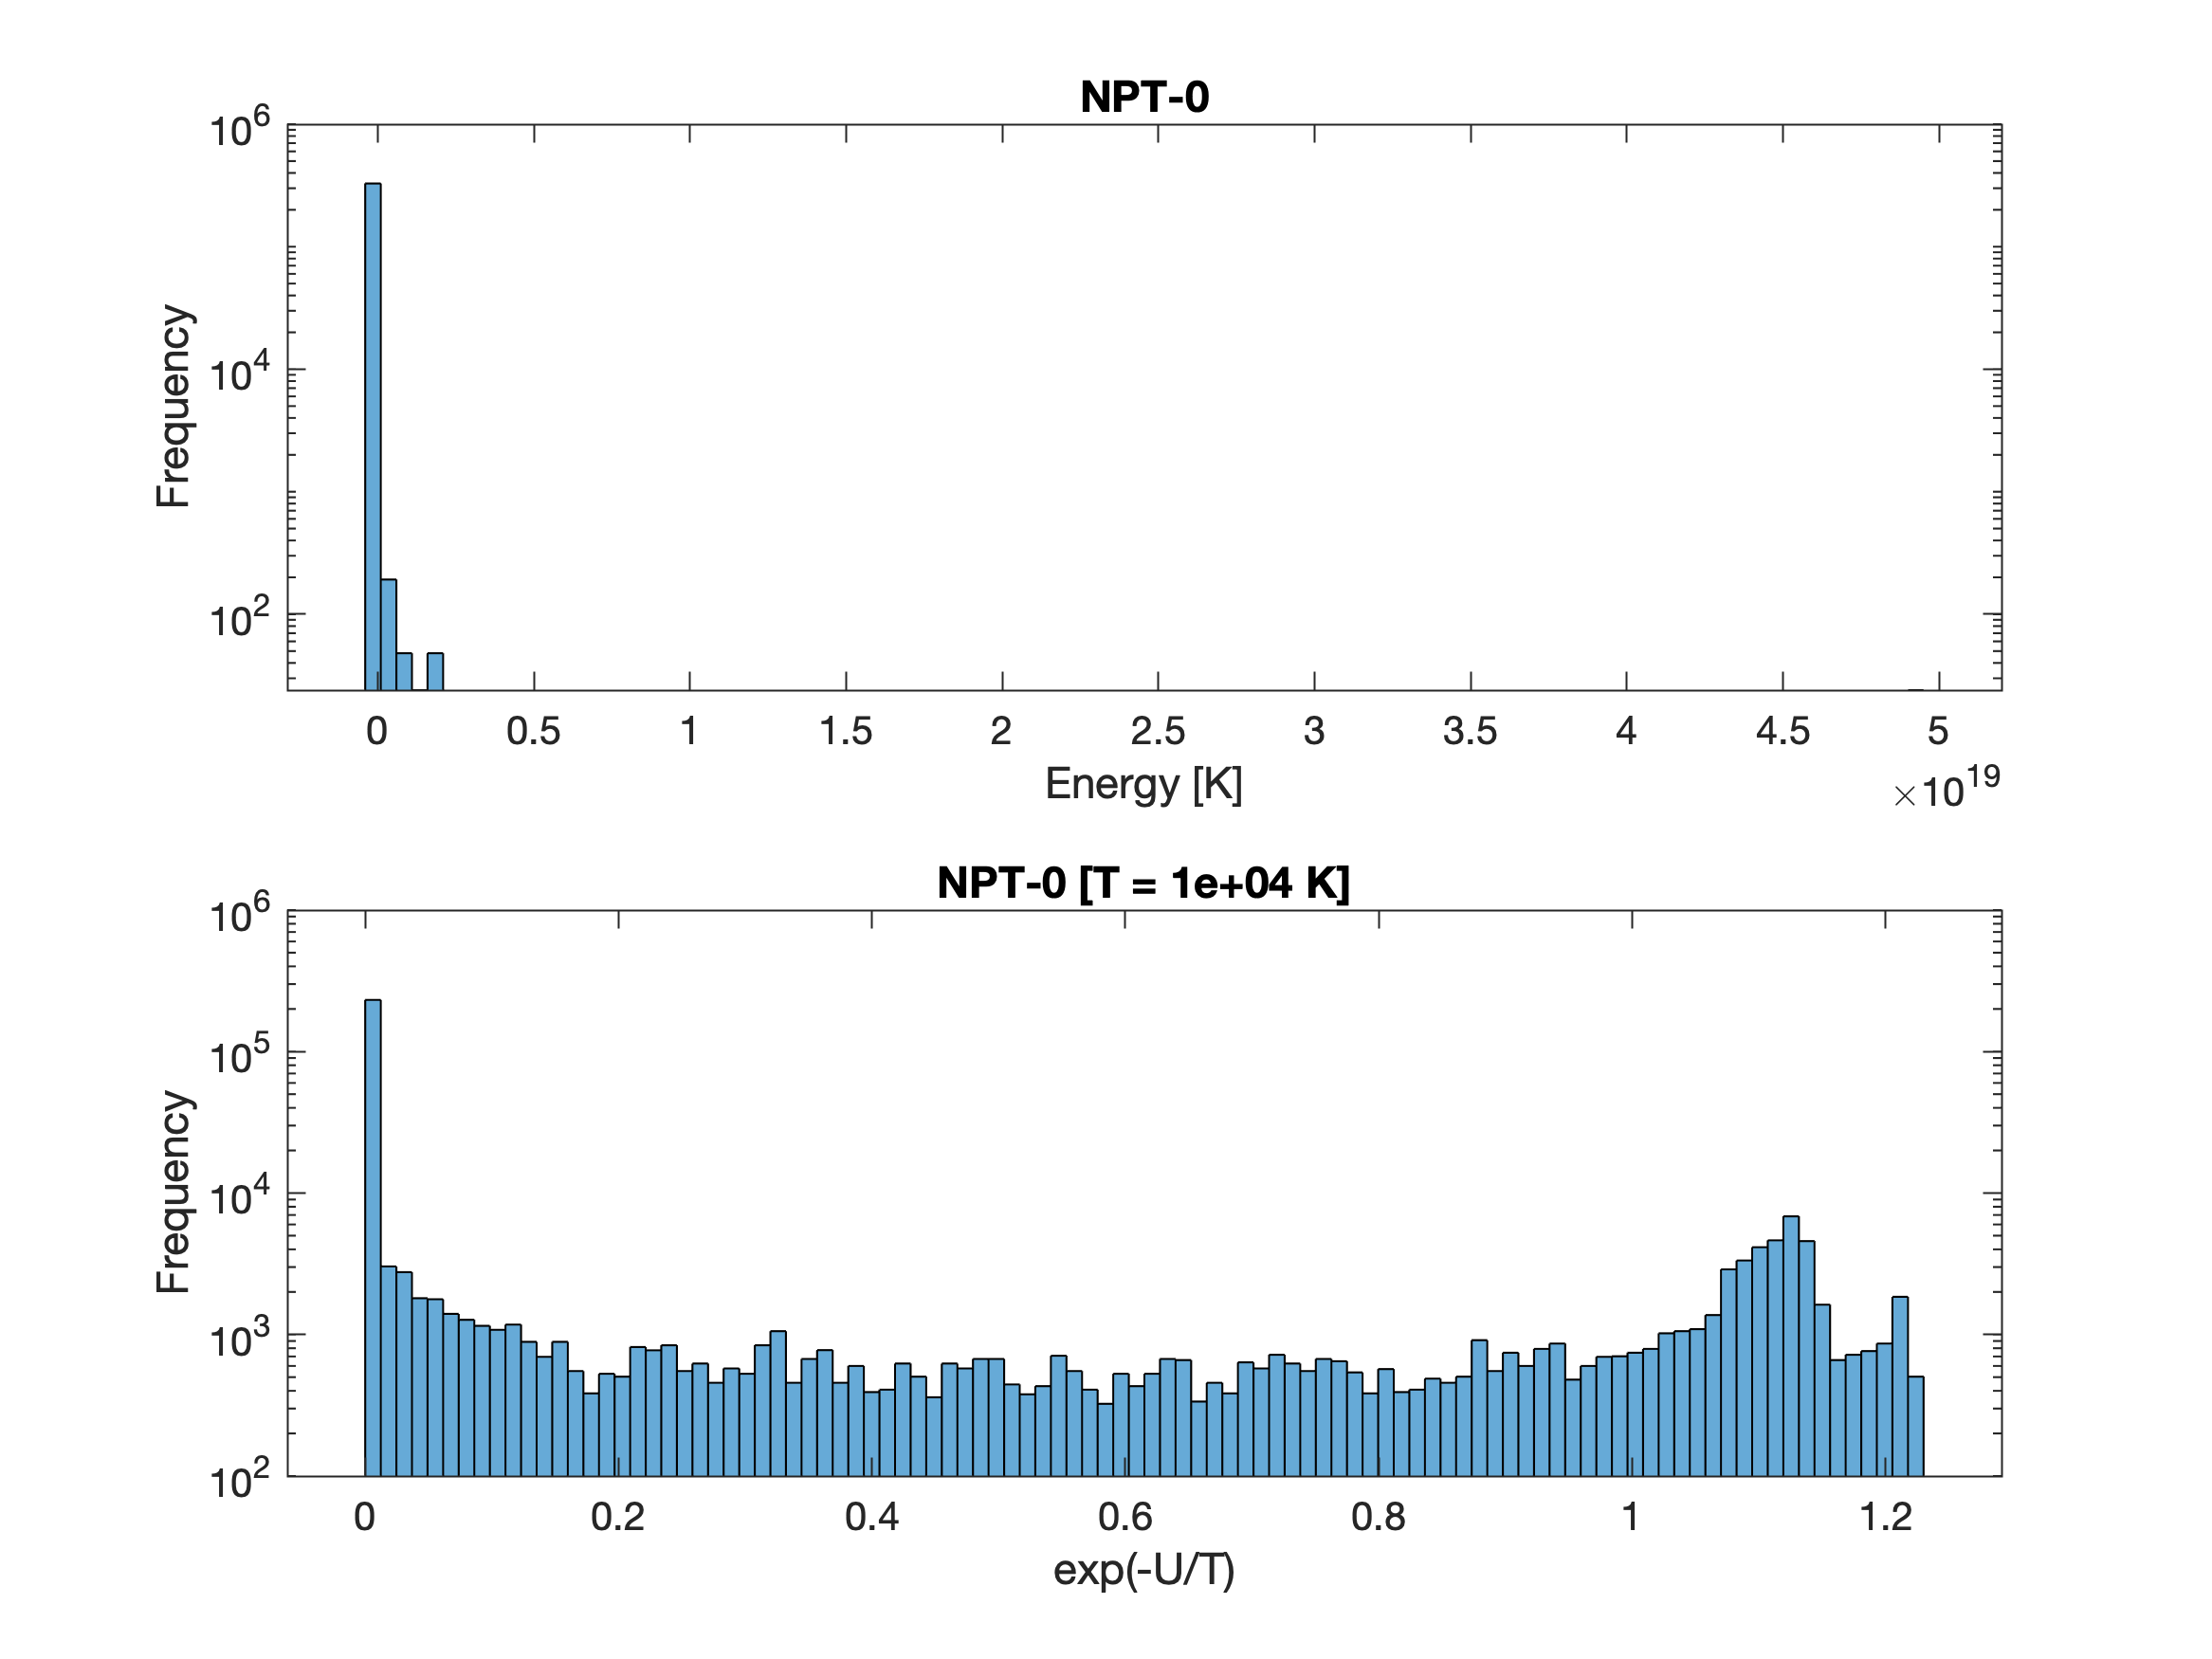 NPT-0
10^6
10^4
10^2
Frequency
0 0.5 1 1.5 2 2.5 3 3.5 4 4.5 5
Energy [K]
×10^19
NPT-0 [T = 1e+04 K]
10^6
10^5
10^4
10^3
10^2
Frequency
0 0.2 0.4 0.6 0.8 1 1.2
exp(-U/T)